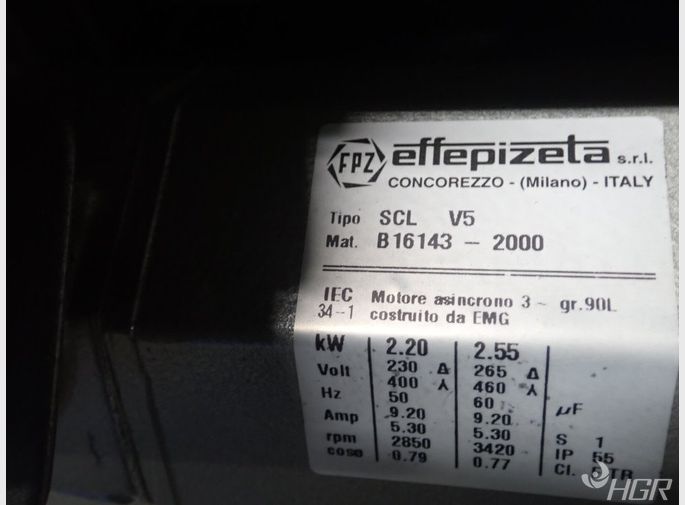 FPZ effepizeta s.r.l.
CONCOREZZO - (Milano) - ITALY
Tipo SCL V5
Mat. B16143 - 2000
IEC 34-1 Motore asincrono 3~ gr.90L
costruito da EMG
kW 2.20 2.55
Volt 230 Δ 265 Δ
400 Y 460 Y
Hz 50 60 µF
Amp 9.20 9.20
5.30 5.30 S 1
rpm 2850 3420 IP 55
cosφ 0.79 0.77 Cl. TR
HGR